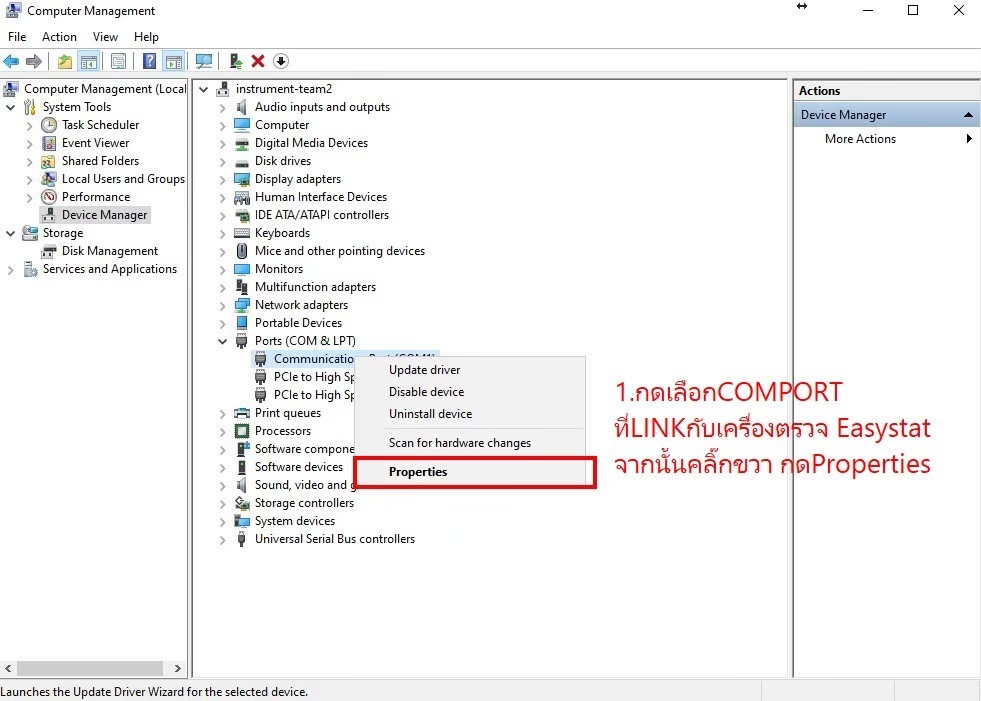 Computer Management
File Action View Help
Computer Management (Local
System Tools
Task Scheduler
Event Viewer
Shared Folders
Local Users and Groups
Performance
Device Manager
Storage
Disk Management
Services and Applications
instrument-team2
Audio inputs and outputs
Computer
Digital Media Devices
Disk drives
Display adapters
Human Interface Devices
IDE ATA/ATAPI controllers
Keyboards
Mice and other pointing devices
Monitors
Multifunction adapters
Network adapters
Portable Devices
Ports (COM & LPT)
Communicatio
PCIe to High Sp
PCIe to High Sp
Print queues
Processors
Software compone
Software devices
Sound, video and g
Storage controllers
System devices
Universal Serial Bus controllers
Update driver
Disable device
Uninstall device
Scan for hardware changes
Properties
Actions
Device Manager
More Actions
1.กดเลือกCOMPORT
ที่LINKกับเครื่องตรวจ Easystat
จากนั้นคลิ๊กขวา กดProperties
Launches the Update Driver Wizard for the selected device.